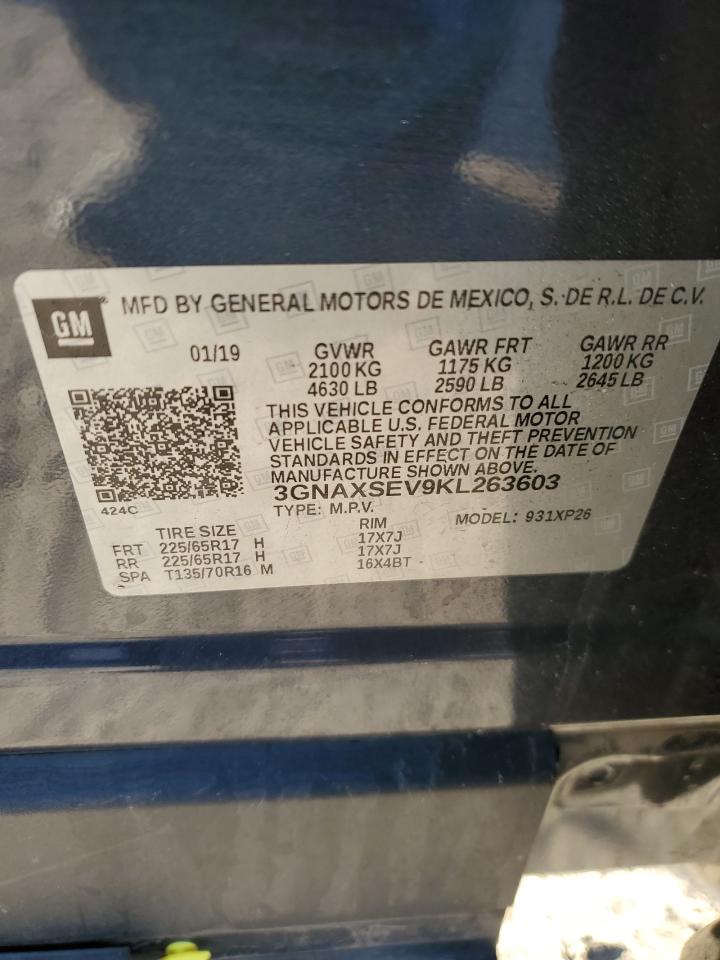 GM MFD BY GENERAL MOTORS DE MEXICO, S. DE R.L. DE C.V.
01/19 GVWR GAWR FRT GAWR RR
2100 KG 1175 KG 1200 KG
4630 LB 2590 LB 2645 LB
THIS VEHICLE CONFORMS TO ALL
APPLICABLE U.S. FEDERAL MOTOR
VEHICLE SAFETY AND THEFT PREVENTION
STANDARDS IN EFFECT ON THE DATE OF
MANUFACTURE SHOWN ABOVE.
3GNAXSEV9KL263603
424C
TYPE: M.P.V. MODEL: 931XP26
TIRE SIZE RIM
FRT 225/65R17 H 17X7J
RR 225/65R17 H 17X7J
SPA T135/70R16 M 16X4BT